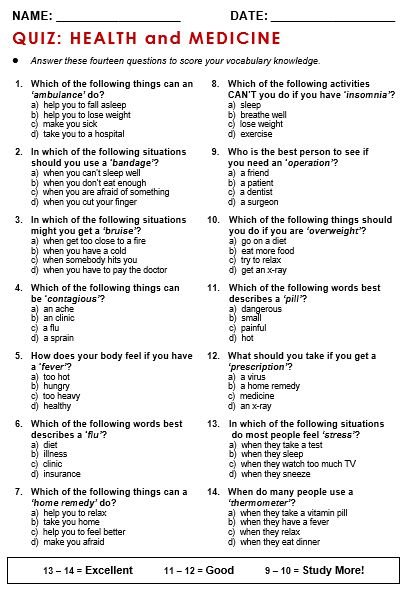 NAME: ____________________ DATE: ____________________
QUIZ: HEALTH and MEDICINE
● Answer these fourteen questions to score your vocabulary knowledge.
1. Which of the following things can an
‘ambulance’ do?
a) help you to fall asleep
b) help you to lose weight
c) make you sick
d) take you to a hospital
2. In which of the following situations
should you use a ‘bandage’?
a) when you can't sleep well
b) when you don't eat enough
c) when you are afraid of something
d) when you cut your finger
3. In which of the following situations
might you get a ‘bruise’?
a) when get too close to a fire
b) when you have a cold
c) when somebody hits you
d) when you have to pay the doctor
4. Which of the following things can
be ‘contagious’?
a) an ache
b) an clinic
c) a flu
d) a sprain
5. How does your body feel if you have
a ‘fever’?
a) too hot
b) hungry
c) too heavy
d) healthy
6. Which of the following words best
describes a ‘flu’?
a) diet
b) illness
c) clinic
d) insurance
7. Which of the following things can a
‘home remedy’ do?
a) help you to relax
b) take you home
c) help you to feel better
d) make you afraid
8. Which of the following activities
CAN'T you do if you have ‘insomnia’?
a) sleep
b) breathe well
c) lose weight
d) exercise
9. Who is the best person to see if
you need an ‘operation’?
a) a friend
b) a patient
c) a dentist
d) a surgeon
10. Which of the following things should
you do if you are ‘overweight’?
a) go on a diet
b) eat more food
c) try to relax
d) get an x-ray
11. Which of the following words best
describes a ‘pill’?
a) dangerous
b) small
c) painful
d) hot
12. What should you take if you get a
‘prescription’?
a) a virus
b) a home remedy
c) medicine
d) an x-ray
13. In which of the following situations
do most people feel ‘stress’?
a) when they take a test
b) when they sleep
c) when they watch too much TV
d) when they sneeze
14. When do many people use a
‘thermometer’?
a) when they take a vitamin pill
b) when they have a fever
c) when they relax
d) when they eat dinner
13 – 14 = Excellent 11 – 12 = Good 9 – 10 = Study More!